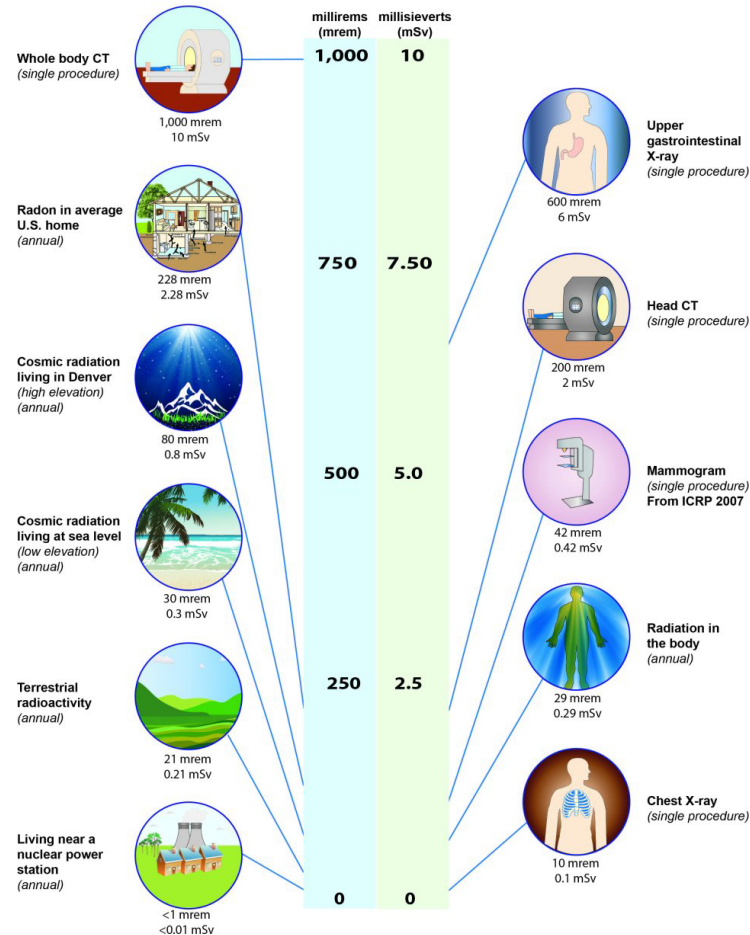 millirems
(mrem)
millisieverts
(mSv)
1,000
10
750
7.50
500
5.0
250
2.5
0
0
Whole body CT
(single procedure)
1,000 mrem
10 mSv
Radon in average
U.S. home
(annual)
228 mrem
2.28 mSv
Cosmic radiation
living in Denver
(high elevation)
(annual)
80 mrem
0.8 mSv
Cosmic radiation
living at sea level
(low elevation)
(annual)
30 mrem
0.3 mSv
Terrestrial
radioactivity
(annual)
21 mrem
0.21 mSv
Living near a
nuclear power
station
(annual)
<1 mrem
<0.01 mSv
Upper
gastrointestinal
X-ray
(single procedure)
600 mrem
6 mSv
Head CT
(single procedure)
200 mrem
2 mSv
Mammogram
(single procedure)
From ICRP 2007
42 mrem
0.42 mSv
Radiation in
the body
(annual)
29 mrem
0.29 mSv
Chest X-ray
(single procedure)
10 mrem
0.1 mSv